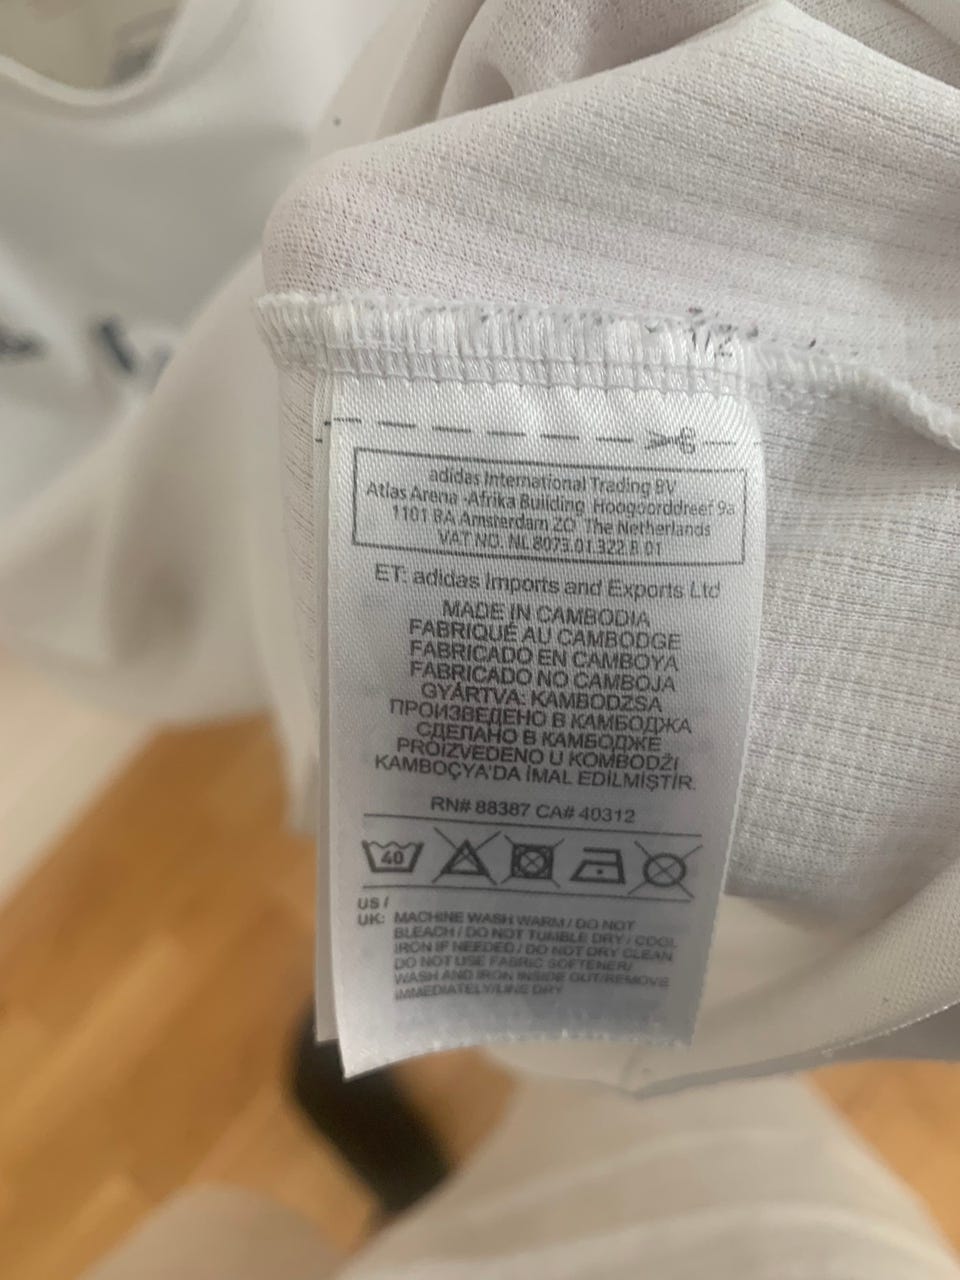 adidas International Trading BV
Atlas Arena -Afrika Building Hoogoorddreef 9a
1101 BA Amsterdam ZO The Netherlands
VAT NO. NL 8073.01.322.B.01
ET: adidas Imports and Exports Ltd
MADE IN CAMBODIA
FABRIQUÉ AU CAMBODGE
FABRICADO EN CAMBOYA
FABRICADO NO CAMBOJA
GYÁRTVA: KAMBODZSA
ПРОИЗВЕДЕНО В КАМБОДЖА
СДЕЛАНО В КАМБОДЖЕ
PROIZVEDENO U KOMBODŽI
KAMBOÇYA'DA İMAL EDİLMİŞTİR.
RN# 88387 CA# 40312
40
US /
UK: MACHINE WASH WARM / DO NOT
BLEACH / DO NOT TUMBLE DRY / COOL
IRON IF NEEDED / DO NOT DRY CLEAN
DO NOT USE FABRIC SOFTENER/
WASH AND IRON INSIDE OUT/REMOVE
IMMEDIATELY/LINE DRY